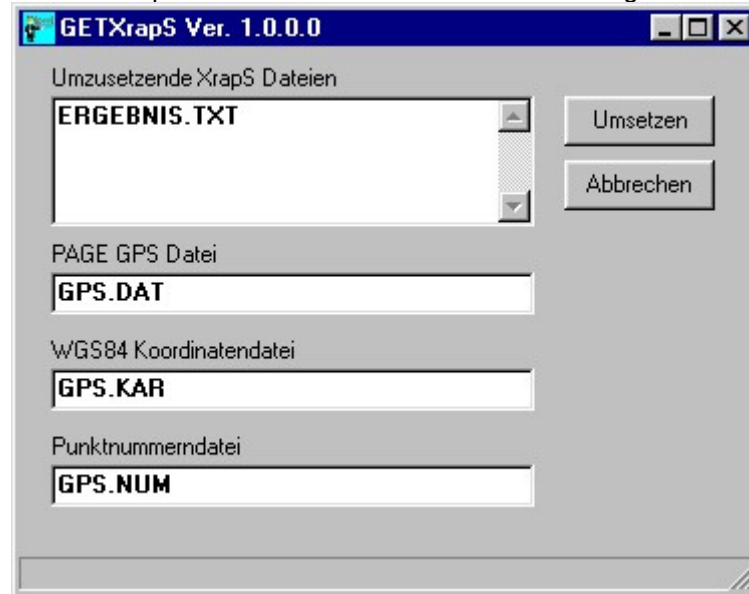 GETXrapS Ver. 1.0.0.0
Umzusetzende XrapS Dateien
ERGEBNIS.TXT
Umsetzen
Abbrechen
PAGE GPS Datei
GPS.DAT
WGS84 Koordinatendatei
GPS.KAR
Punktnummerndatei
GPS.NUM